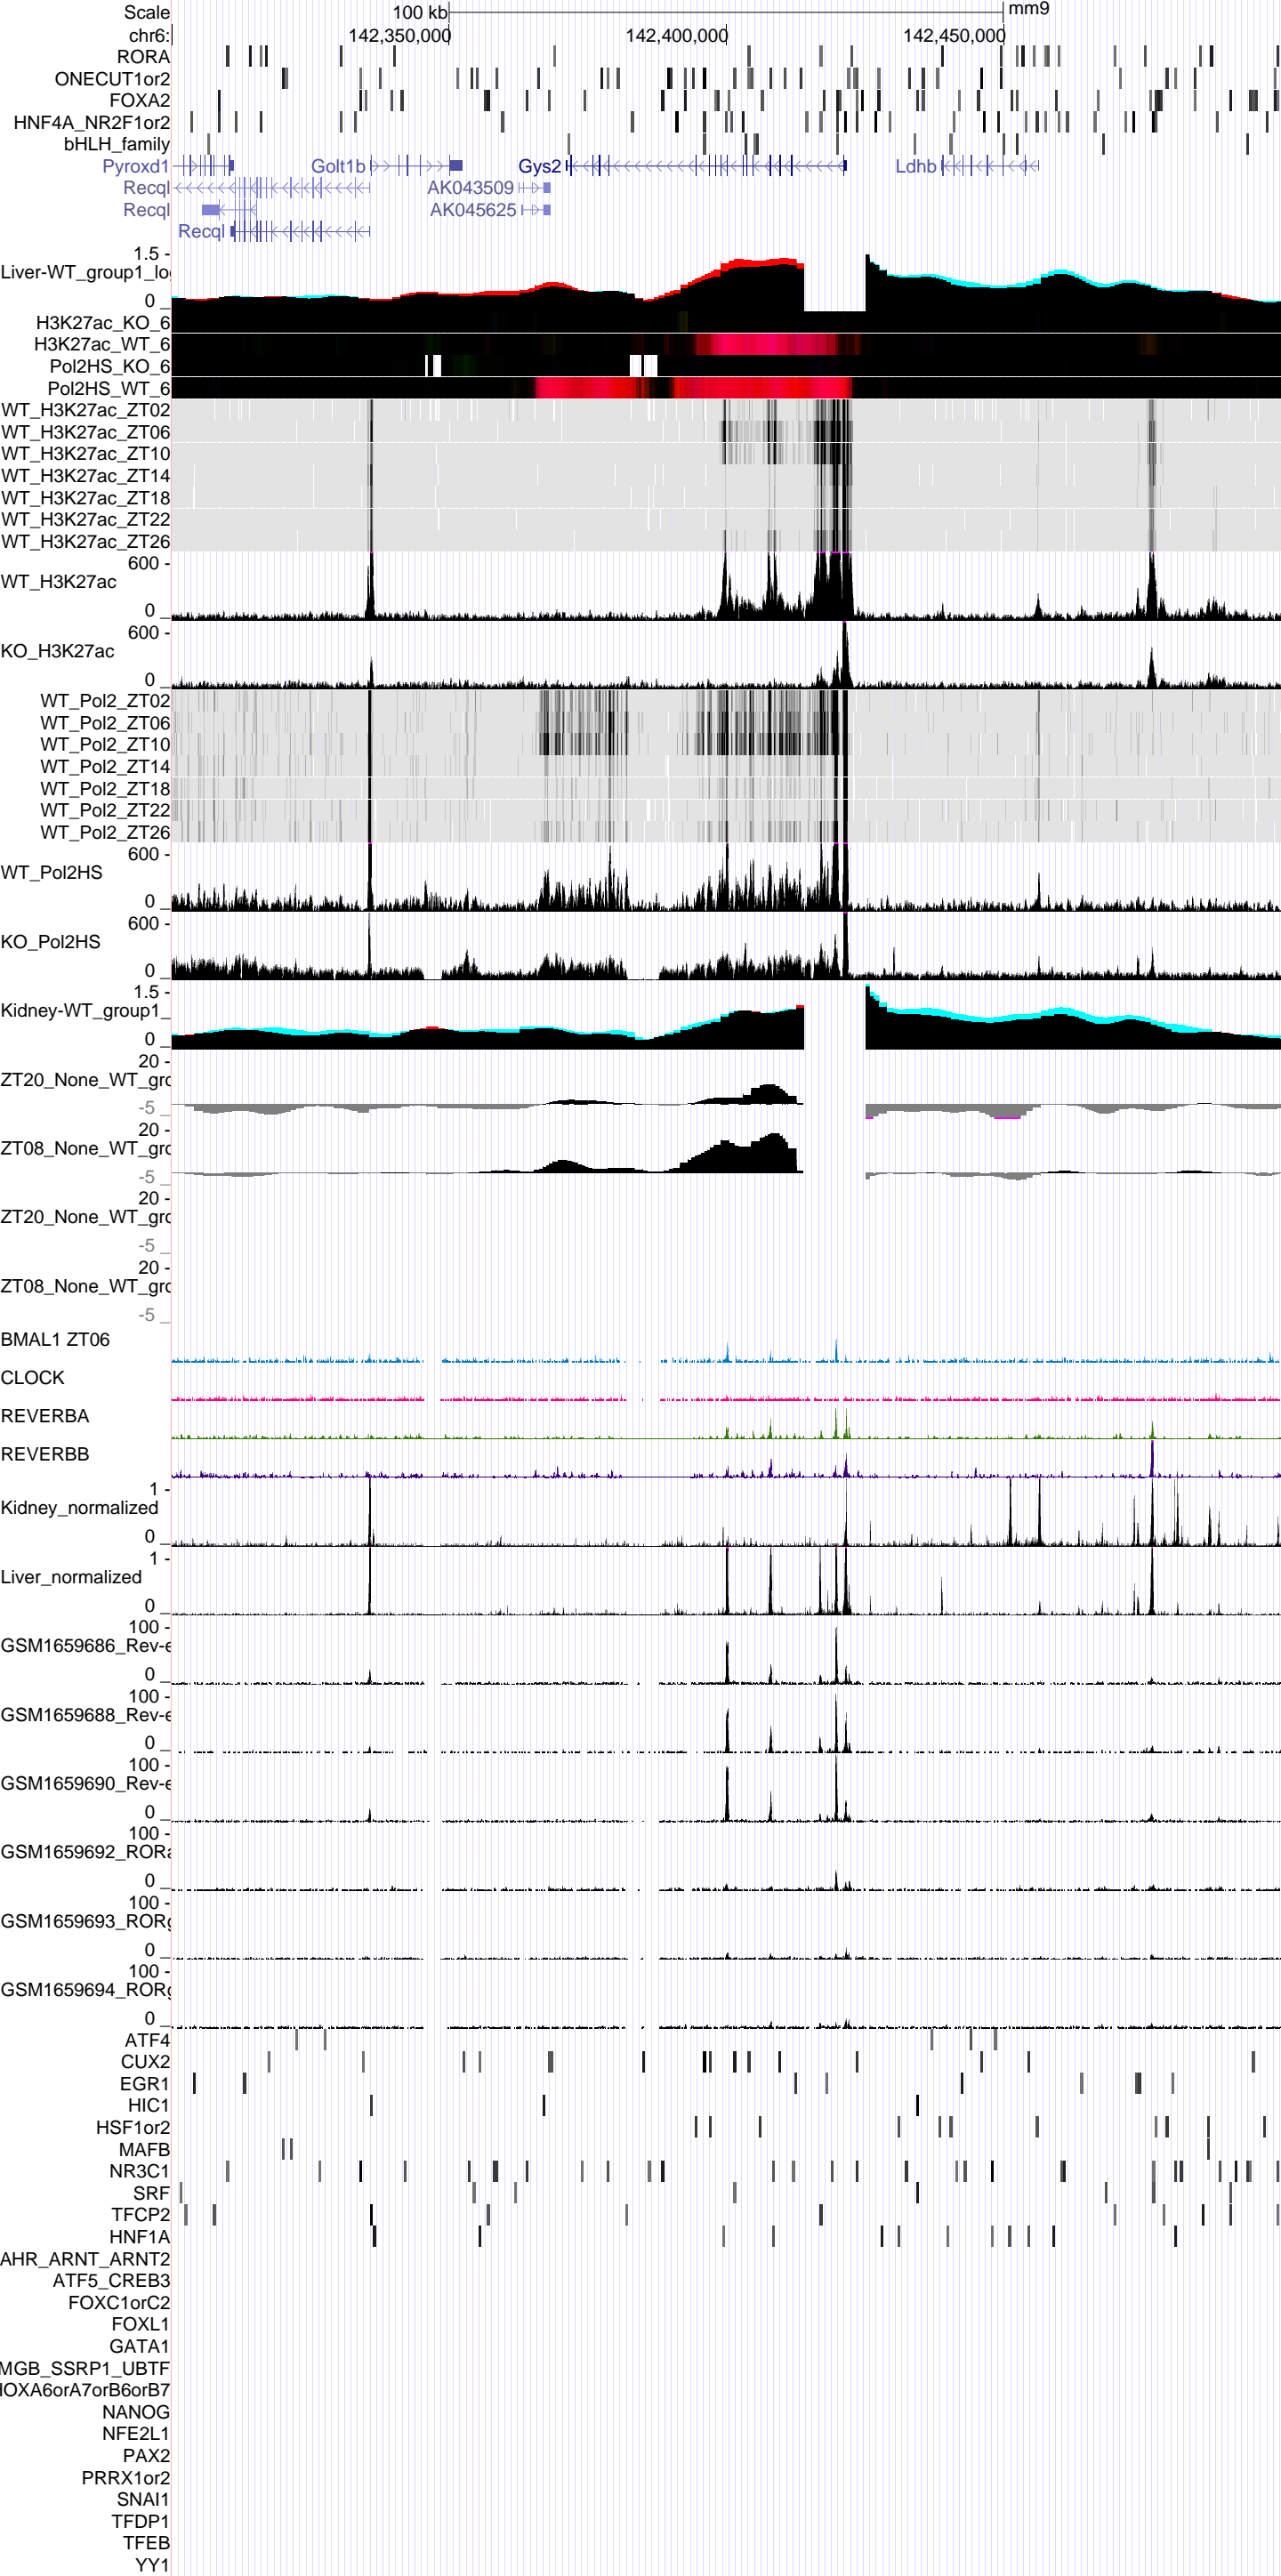 Scale 100 kb mm9
chr6: 142,350,000 142,400,000 142,450,000
RORA
ONECUT1or2
FOXA2
HNF4A_NR2F1or2
bHLH_family
Pyroxd1 Golt1b Gys2 Ldhb
Recql AK043509
Recql AK045625
Recql
1.5 -
Liver-WT_group1_lo
0 _
H3K27ac_KO_6
H3K27ac_WT_6
Pol2HS_KO_6
Pol2HS_WT_6
WT_H3K27ac_ZT02
WT_H3K27ac_ZT06
WT_H3K27ac_ZT10
WT_H3K27ac_ZT14
WT_H3K27ac_ZT18
WT_H3K27ac_ZT22
WT_H3K27ac_ZT26
600 -
WT_H3K27ac
0 _
600 -
KO_H3K27ac
0 _
WT_Pol2_ZT02
WT_Pol2_ZT06
WT_Pol2_ZT10
WT_Pol2_ZT14
WT_Pol2_ZT18
WT_Pol2_ZT22
WT_Pol2_ZT26
600 -
WT_Pol2HS
0 _
600 -
KO_Pol2HS
0 _
1.5 -
Kidney-WT_group1_
0 _
20 -
ZT20_None_WT_gr
-5 _
20 -
ZT08_None_WT_gr
-5 _
20 -
ZT20_None_WT_gr
-5 _
20 -
ZT08_None_WT_gr
-5 _
BMAL1 ZT06
CLOCK
REVERBA
REVERBB
1 -
Kidney_normalized
0 _
1 -
Liver_normalized
0 _
100 -
GSM1659686_Rev-e
0 _
100 -
GSM1659688_Rev-e
0 _
100 -
GSM1659690_Rev-e
0 _
100 -
GSM1659692_ROR
0 _
100 -
GSM1659693_ROR
0 _
100 -
GSM1659694_ROR
0 _
ATF4
CUX2
EGR1
HIC1
HSF1or2
MAFB
NR3C1
SRF
TFCP2
HNF1A
AHR_ARNT_ARNT2
ATF5_CREB3
FOXC1orC2
FOXL1
GATA1
MGB_SSRP1_UBTF
OXA6orA7orB6orB7
NANOG
NFE2L1
PAX2
PRRX1or2
SNAI1
TFDP1
TFEB
YY1